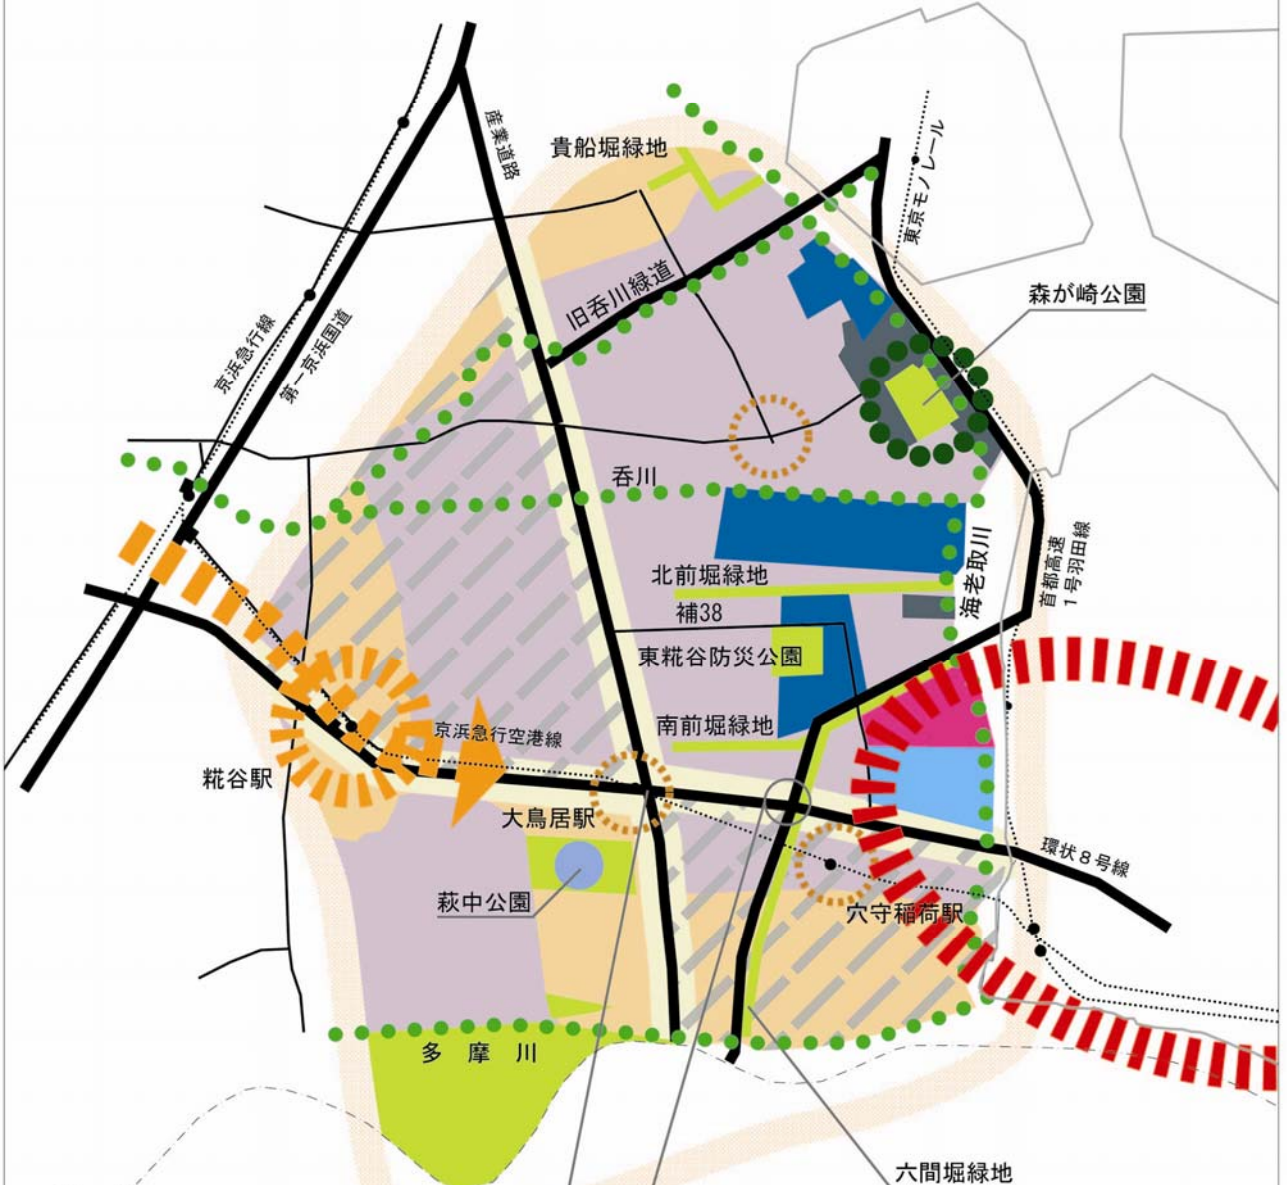 産業道路
貴船堀緑地
東京モノレール
旧呑川緑道
森が崎公園
京浜急行線
第一京浜国道
呑川
海老取川
首都高速
1号羽田線
北前堀緑地
補38
東糀谷防災公園
南前堀緑地
京浜急行空港線
糀谷駅
大鳥居駅
環状8号線
萩中公園
穴守稲荷駅
多摩川
六間堀緑地